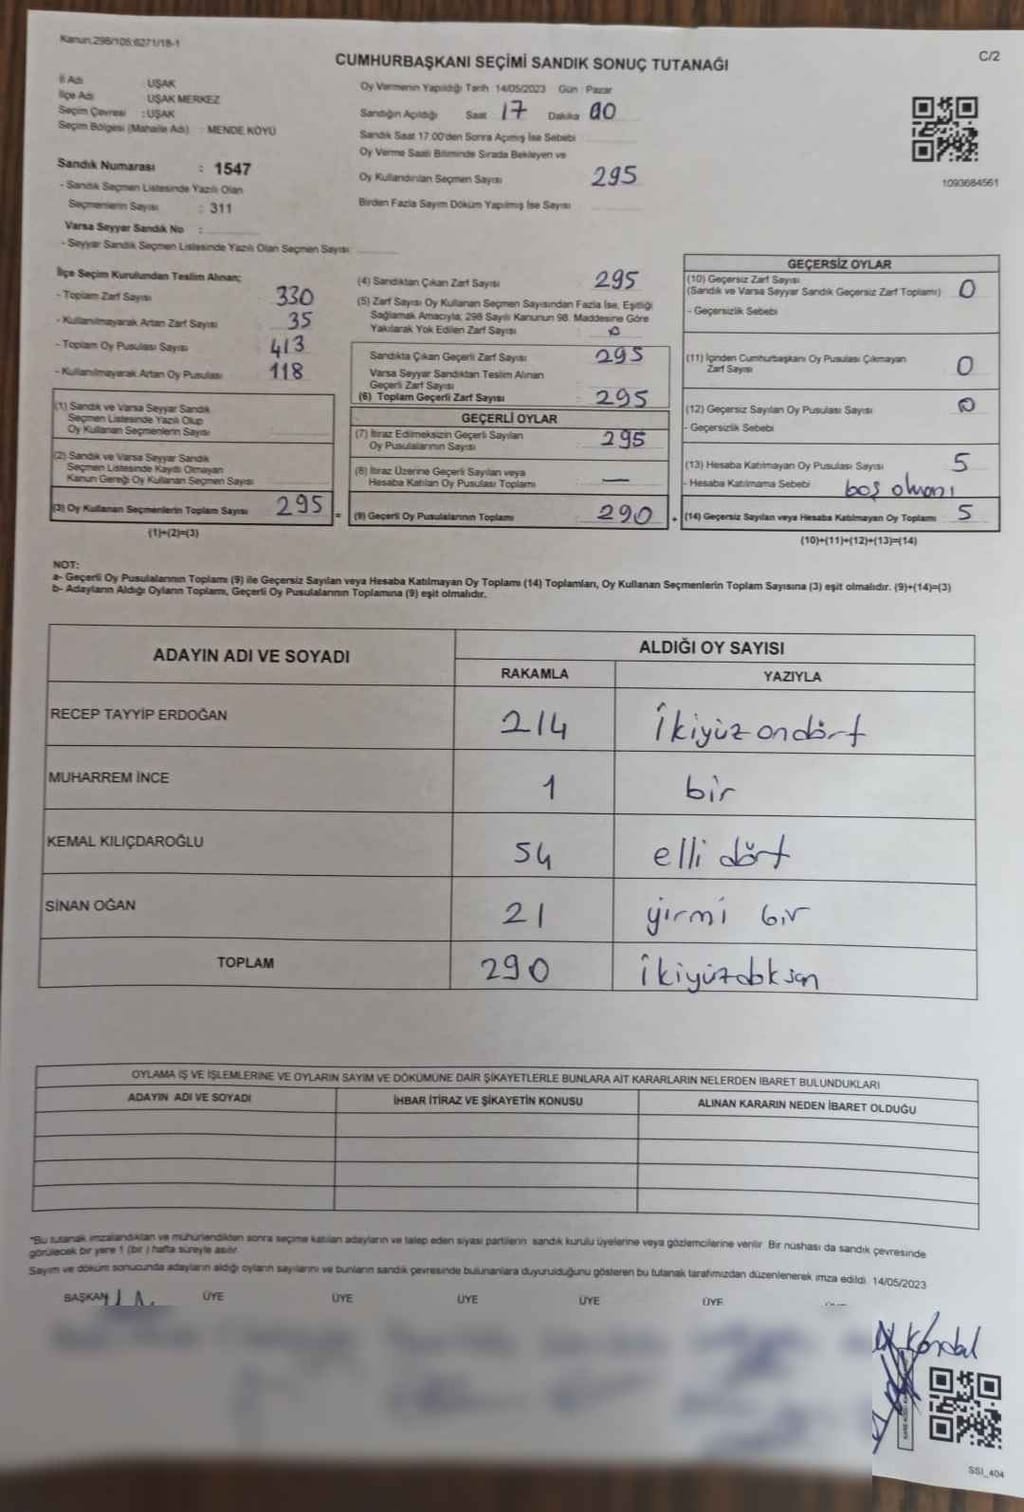 Kanun.298/105;6271/18-1
C/2
CUMHURBAŞKANI SEÇİMİ SANDIK SONUÇ TUTANAĞI
İl Adı : UŞAK
İlçe Adı : UŞAK MERKEZ
Seçim Çevresi : UŞAK
Seçim Bölgesi (Mahalle Adı) : MENDE KÖYÜ
Sandık Numarası : 1547
- Sandık Seçmen Listesinde Yazılı Olan
Seçmenlerin Sayısı : 311
Varsa Seyyar Sandık No :
- Seyyar Sandık Seçmen Listesinde Yazılı Olan Seçmen Sayısı
Oy Vermenin Yapıldığı Tarih 14/05/2023 Gün : Pazar
Sandığın Açıldığı Saat 17 Dakika 00
Sandık Saat 17.00'den Sonra Açılmış İse Sebebi
Oy Verme Saati Bitiminde Sırada Bekleyen ve
Oy Kullandırılan Seçmen Sayısı 295
Birden Fazla Sayım Döküm Yapılmış İse Sayısı
1093684561
İlçe Seçim Kurulundan Teslim Alınan;
- Toplam Zarf Sayısı 330
- Kullanılmayarak Artan Zarf Sayısı 35
- Toplam Oy Pusulası Sayısı 413
- Kullanılmayarak Artan Oy Pusulası 118
(1) Sandık ve Varsa Seyyar Sandık
Seçmen Listesinde Yazılı Olup
Oy Kullanan Seçmenlerin Sayısı
(2) Sandık ve Varsa Seyyar Sandık
Seçmen Listesinde Kaydı Olmayan
Kanun Gereği Oy Kullanan Seçmen Sayısı
(3) Oy Kullanan Seçmenlerin Toplam Sayısı 295 =
(1)+(2)=(3)
(4) Sandıktan Çıkan Zarf Sayısı 295
(5) Zarf Sayısı Oy Kullanan Seçmen Sayısından Fazla İse, Eşitliği
Sağlamak Amacıyla, 298 Sayılı Kanunun 98. Maddesine Göre
Yakılarak Yok Edilen Zarf Sayısı 0
Sandıkta Çıkan Geçerli Zarf Sayısı 295
Varsa Seyyar Sandıktan Teslim Alınan
Geçerli Zarf Sayısı
(6) Toplam Geçerli Zarf Sayısı : 295
GEÇERLİ OYLAR
(7) İtiraz Edilmeksizin Geçerli Sayılan
Oy Pusulalarının Sayısı : 295
(8) İtiraz Üzerine Geçerli Sayılan veya
Hesaba Katılan Oy Pusulası Toplamı —
(9) Geçerli Oy Pusulalarının Toplamı 290 +
GEÇERSİZ OYLAR
(10) Geçersiz Zarf Sayısı
(Sandık ve Varsa Seyyar Sandık Geçersiz Zarf Toplamı) 0
- Geçersizlik Sebebi
(11) İçinden Cumhurbaşkanı Oy Pusulası Çıkmayan
Zarf Sayısı 0
(12) Geçersiz Sayılan Oy Pusulası Sayısı 0
- Geçersizlik Sebebi
(13) Hesaba Katılmayan Oy Pusulası Sayısı 5
- Hesaba Katılmama Sebebi boş olmanı
(14) Geçersiz Sayılan veya Hesaba Katılmayan Oy Toplamı 5
(10)+(11)+(12)+(13)=(14)
NOT:
a- Geçerli Oy Pusulalarının Toplamı (9) ile Geçersiz Sayılan veya Hesaba Katılmayan Oy Toplamı (14) Toplamları, Oy Kullanan Seçmenlerin Toplam Sayısına (3) eşit olmalıdır. (9)+(14)=(3)
b- Adayların Aldığı Oyların Toplamı, Geçerli Oy Pusulalarının Toplamına (9) eşit olmalıdır.
ADAYIN ADI VE SOYADI ALDIĞI OY SAYISI
RAKAMLA YAZIYLA
RECEP TAYYİP ERDOĞAN 214 İkiyüz ondört
MUHARREM İNCE 1 bir
KEMAL KILIÇDAROĞLU 54 elli dört
SİNAN OĞAN 21 yirmi bir
TOPLAM 290 ikiyüzdoksan
OYLAMA İŞ VE İŞLEMLERİNE VE OYLARIN SAYIM VE DÖKÜMÜNE DAİR ŞİKAYETLERLE BUNLARA AİT KARARLARIN NELERDEN İBARET BULUNDUKLARI
ADAYIN ADI VE SOYADI İHBAR İTİRAZ VE ŞİKAYETİN KONUSU ALINAN KARARIN NEDEN İBARET OLDUĞU
*Bu tutanak imzalandıktan ve mühürlendikten sonra seçime katılan adayların ve talep eden siyasi partilerin sandık kurulu üyelerine veya gözlemcilerine verilir. Bir nüshası da sandık çevresinde
görülecek bir yere 1 (bir ) hafta süreyle asılır.
Sayım ve döküm sonucunda adayların aldığı oyların sayılarını ve bunların sandık çevresinde bulunanlara duyurulduğunu gösteren bu tutanak tarafımızdan düzenlenerek imza edildi. 14/05/2023
BAŞKAN ÜYE ÜYE ÜYE ÜYE ÜYE
SSI_404